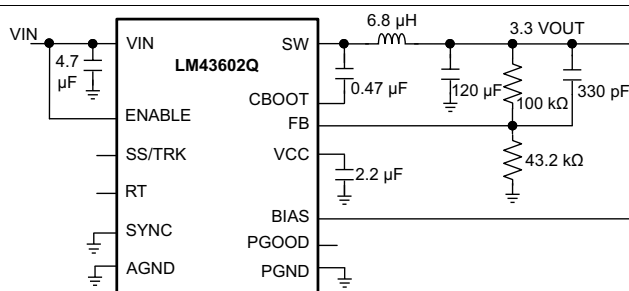 VIN
VIN
4.7
µF
LM43602Q
SW
6.8 µH
3.3 VOUT
0.47 µF
120 µF
100 kΩ
330 pF
CBOOT
ENABLE
FB
SS/TRK
VCC
43.2 kΩ
2.2 µF
RT
BIAS
SYNC
PGOOD
AGND
PGND